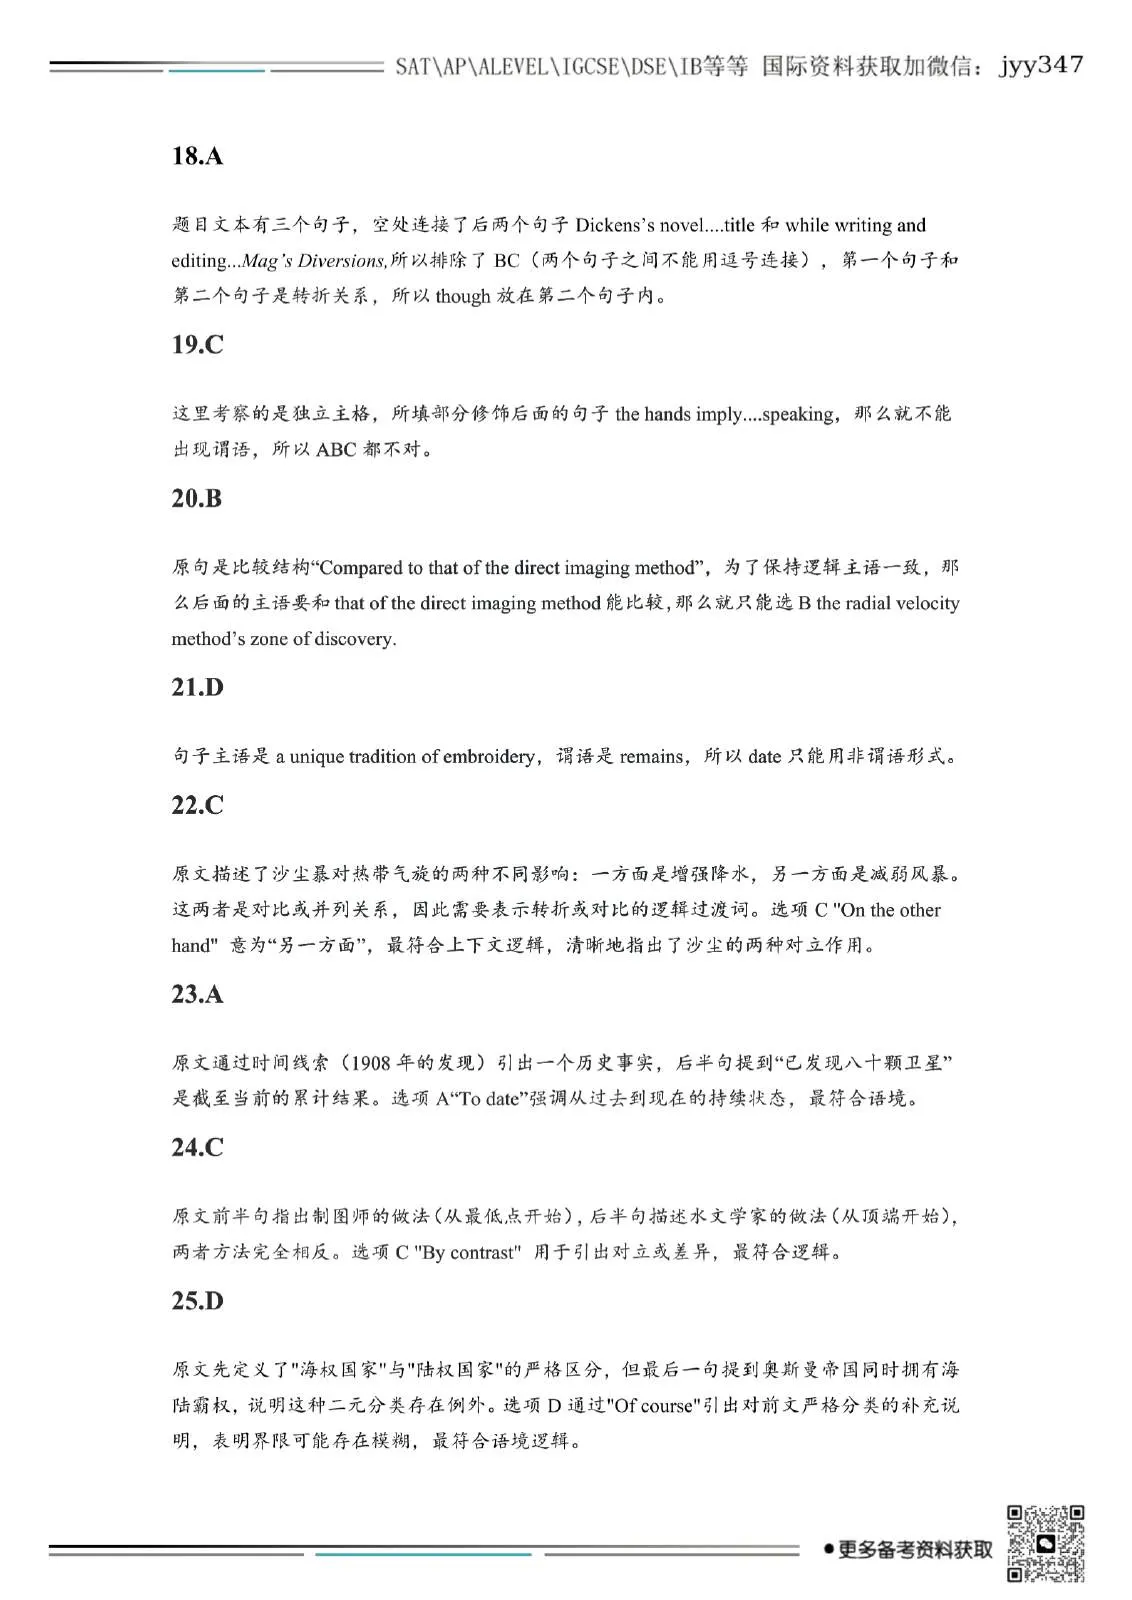 SAT\AP\ALEVEL\IGCSE\DSE\IB等等 国际资料获取加微信：jyy347
18.A
题目文本有三个句子，空处连接了后两个句子 Dickens’s novel....title 和 while writing and
editing...Mag’s Diversions,所以排除了 BC（两个句子之间不能用逗号连接），第一个句子和
第二个句子是转折关系，所以 though 放在第二个句子内。
19.C
这里考察的是独立主格，所填部分修饰后面的句子 the hands imply....speaking，那么就不能
出现谓语，所以 ABC 都不对。
20.B
原句是比较结构“Compared to that of the direct imaging method”，为了保持逻辑主语一致，那
么后面的主语要和 that of the direct imaging method 能比较，那么就只能选 B the radial velocity
method’s zone of discovery.
21.D
句子主语是 a unique tradition of embroidery，谓语是 remains，所以 date 只能用非谓语形式。
22.C
原文描述了沙尘暴对热带气旋的两种不同影响：一方面是增强降水，另一方面是减弱风暴。
这两者是对比或并列关系，因此需要表示转折或对比的逻辑过渡词。选项 C "On the other
hand" 意为“另一方面”，最符合上下文逻辑，清晰地指出了沙尘的两种对立作用。
23.A
原文通过时间线索（1908 年的发现）引出一个历史事实，后半句提到“已发现八十颗卫星”
是截至当前的累计结果。选项 A“To date”强调从过去到现在的持续状态，最符合语境。
24.C
原文前半句指出制图师的做法（从最低点开始），后半句描述水文学家的做法（从顶端开始），
两者方法完全相反。选项 C "By contrast" 用于引出对立或差异，最符合逻辑。
25.D
原文先定义了"海权国家"与"陆权国家"的严格区分，但最后一句提到奥斯曼帝国同时拥有海
陆霸权，说明这种二元分类存在例外。选项 D 通过"Of course"引出对前文严格分类的补充说
明，表明界限可能存在模糊，最符合语境逻辑。
●更多备考资料获取